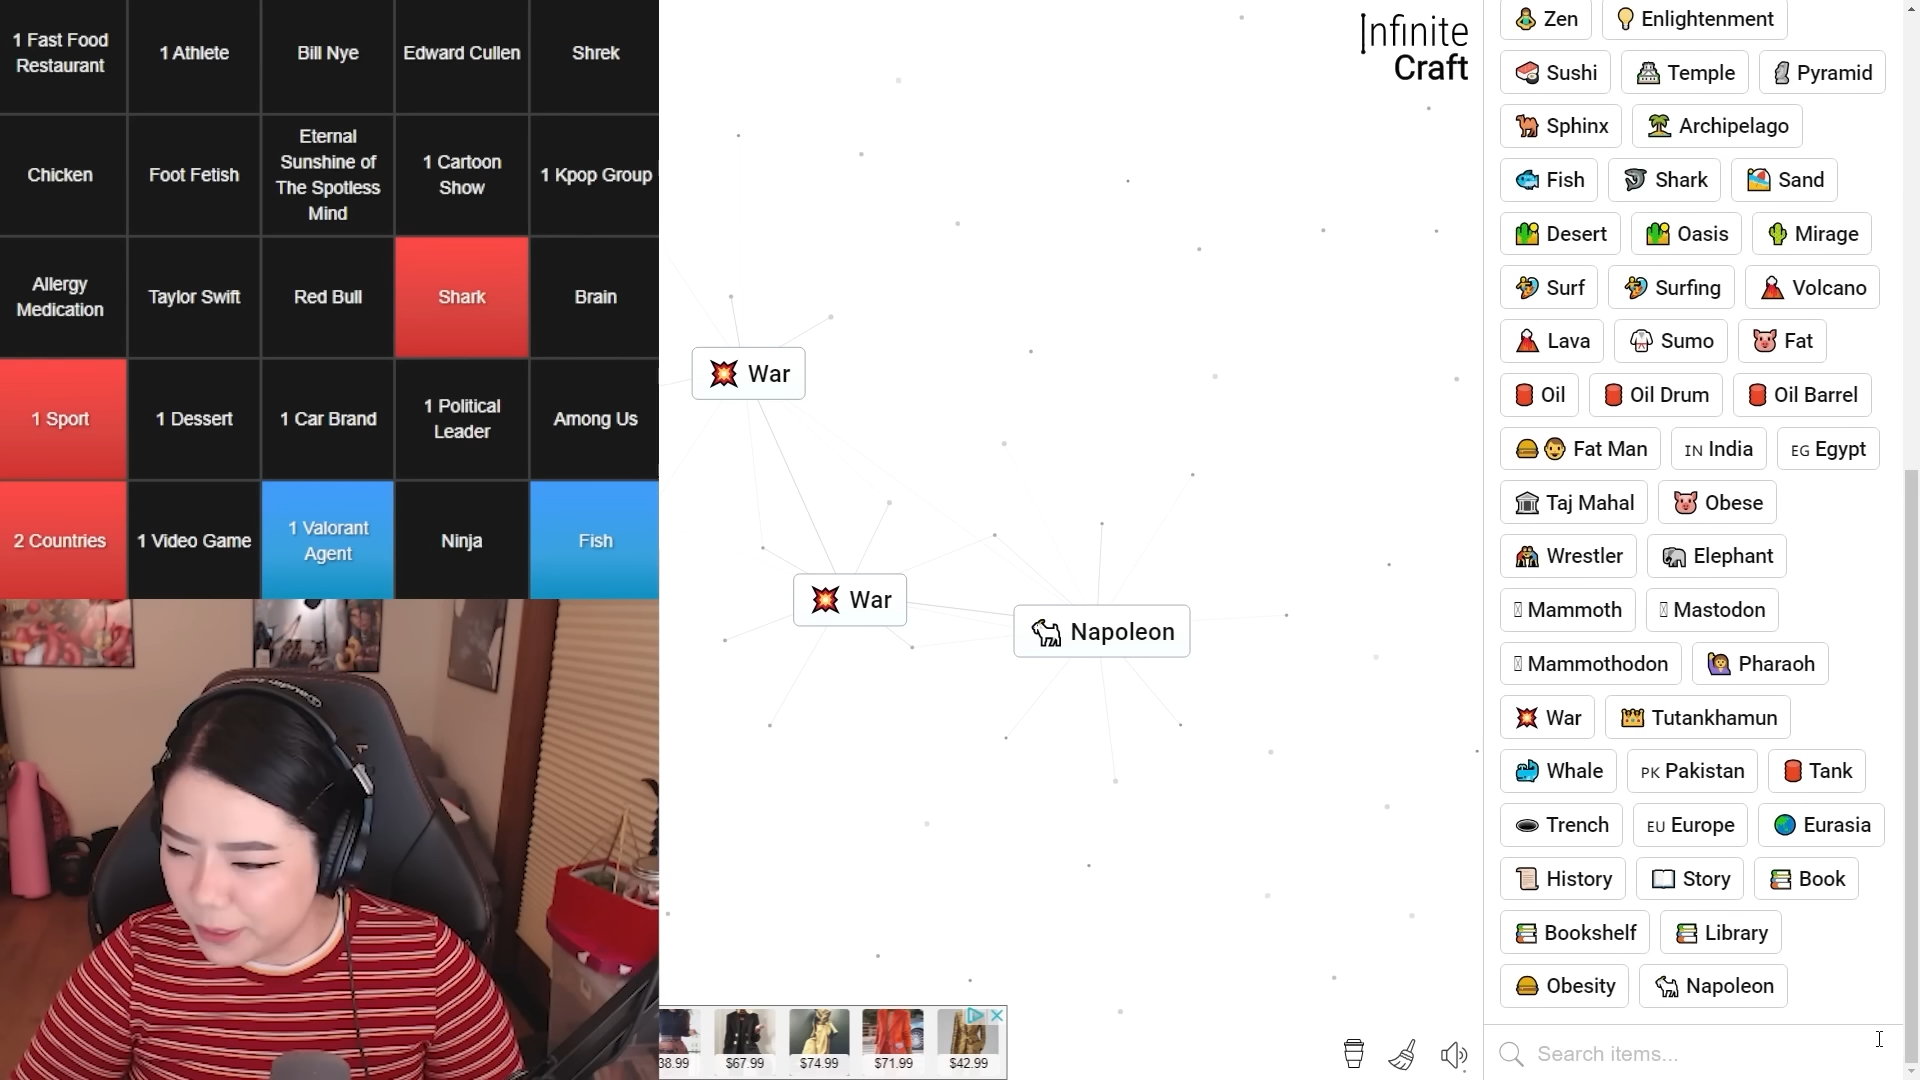 1 Fast Food
Restaurant
1 Athlete
Bill Nye
Edward Cullen
Shrek
Chicken
Foot Fetish
Eternal
Sunshine of
The Spotless
Mind
1 Cartoon
Show
1 Kpop Group
Allergy
Medication
Taylor Swift
Red Bull
Shark
Brain
1 Sport
1 Dessert
1 Car Brand
1 Political
Leader
Among Us
2 Countries
1 Video Game
1 Valorant
Agent
Ninja
Fish
Infinite
Craft
War
War
Napoleon
38.99
$67.99
$74.99
$71.99
$42.99
Zen
Enlightenment
Sushi
Temple
Pyramid
Sphinx
Archipelago
Fish
Shark
Sand
Desert
Oasis
Mirage
Surf
Surfing
Volcano
Lava
Sumo
Fat
Oil
Oil Drum
Oil Barrel
Fat Man
IN India
EG Egypt
Taj Mahal
Obese
Wrestler
Elephant
Mammoth
Mastodon
Mammothodon
Pharaoh
War
Tutankhamun
Whale
PK Pakistan
Tank
Trench
EU Europe
Eurasia
History
Story
Book
Bookshelf
Library
Obesity
Napoleon
Search items...